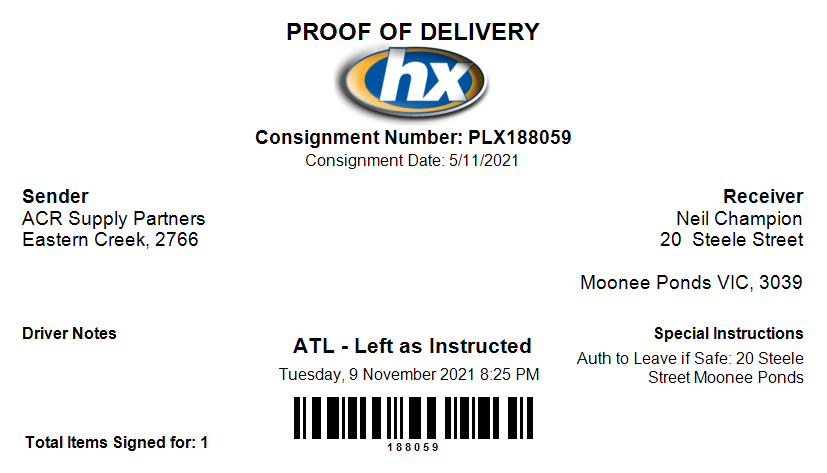 PROOF OF DELIVERY
hx
Consignment Number: PLX188059
Consignment Date: 5/11/2021
Sender
ACR Supply Partners
Eastern Creek, 2766
Receiver
Neil Champion
20 Steele Street
Moonee Ponds VIC, 3039
Driver Notes
ATL - Left as Instructed
Tuesday, 9 November 2021 8:25 PM
188059
Special Instructions
Auth to Leave if Safe: 20 Steele
Street Moonee Ponds
Total Items Signed for: 1